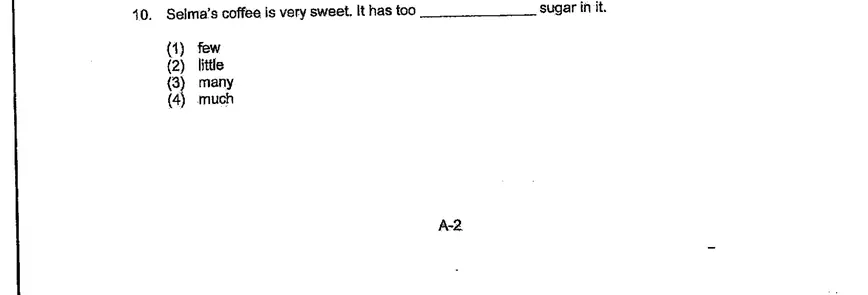 10. Selma's coffee is very sweet. It has too ____________ sugar in it.
(1) few
(2) little
(3) many
(4) much
A-2